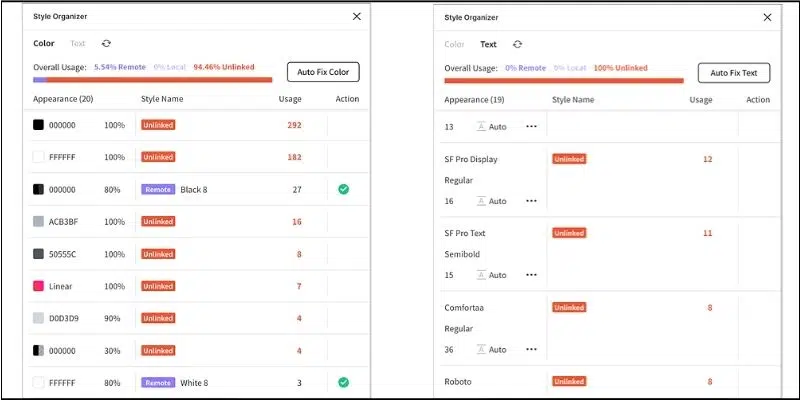 Style Organizer
Color Text
Overall Usage: 5.54% Remote 0% Local 94.46% Unlinked
Auto Fix Color
Appearance (20) Style Name Usage Action
000000 100% Unlinked 292
FFFFFF 100% Unlinked 182
000000 80% Remote Black 8 27
ACB3BF 100% Unlinked 16
50555C 100% Unlinked 8
Linear 100% Unlinked 7
D0D3D9 90% Unlinked 4
000000 30% Unlinked 4
FFFFFF 80% Remote White 8 3
Style Organizer
Color Text
Overall Usage: 0% Remote 0% Local 100% Unlinked
Auto Fix Text
Appearance (19) Style Name Usage Action
13 A Auto
SF Pro Display Unlinked 12
Regular
16 A Auto
SF Pro Text Unlinked 11
Semibold
15 A Auto
Comfortaa Unlinked 8
Regular
36 A Auto
Roboto Unlinked 8